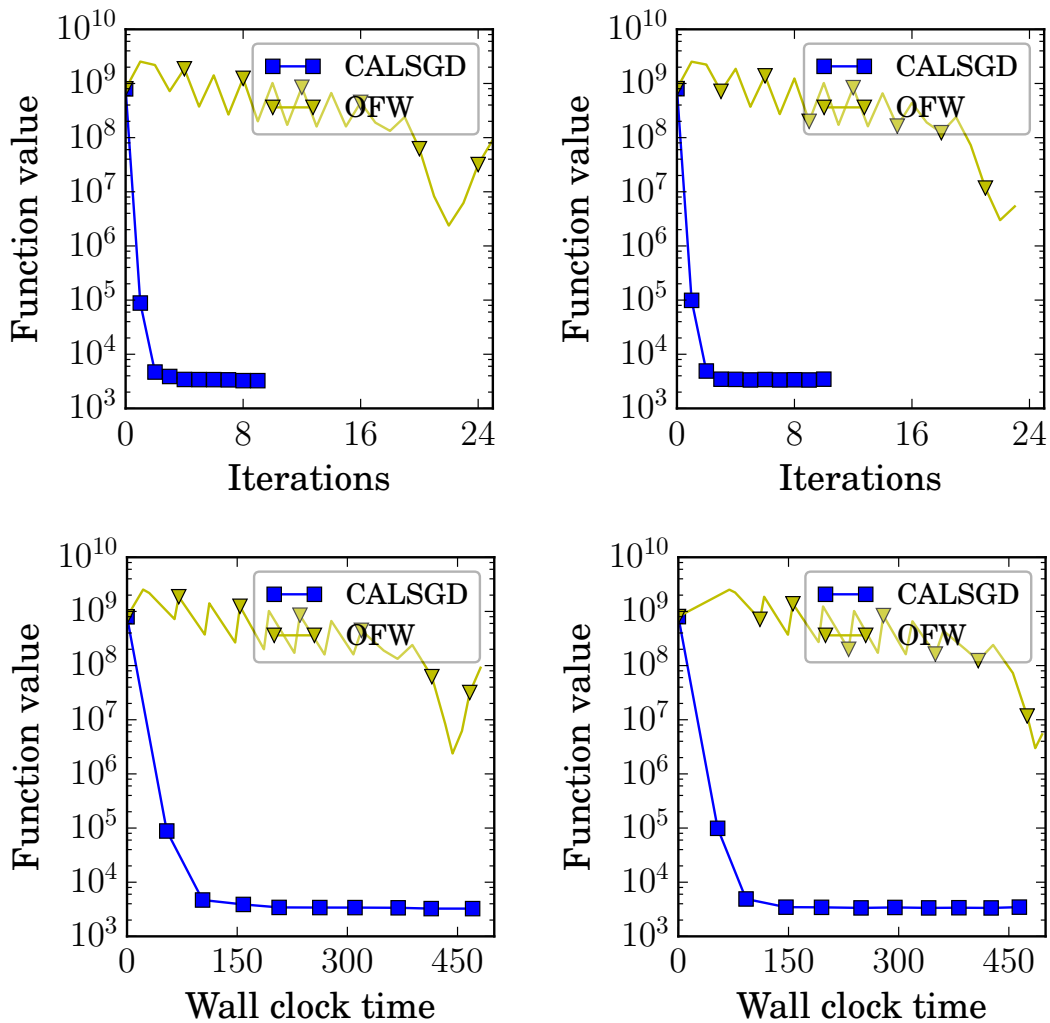 Function value
10^10
10^9
10^8
10^7
10^6
10^5
10^4
10^3
CALSGD
OFW
0 8 16 24
Iterations
Function value
10^10
10^9
10^8
10^7
10^6
10^5
10^4
10^3
CALSGD
OFW
0 8 16 24
Iterations
Function value
10^10
10^9
10^8
10^7
10^6
10^5
10^4
10^3
CALSGD
OFW
0 150 300 450
Wall clock time
Function value
10^10
10^9
10^8
10^7
10^6
10^5
10^4
10^3
CALSGD
OFW
0 150 300 450
Wall clock time